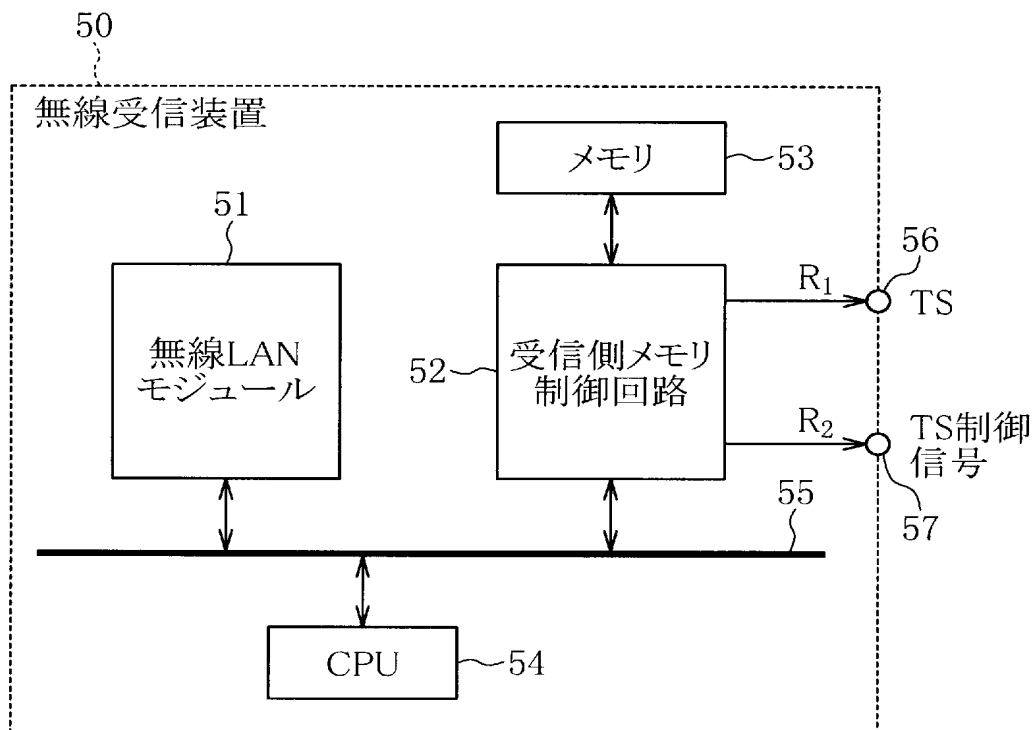 50
無線受信装置
メモリ
53
51
無線LAN
モジュール
52
受信側メモリ
制御回路
R1
56
TS
R2
TS制御
信号
57
55
CPU
54